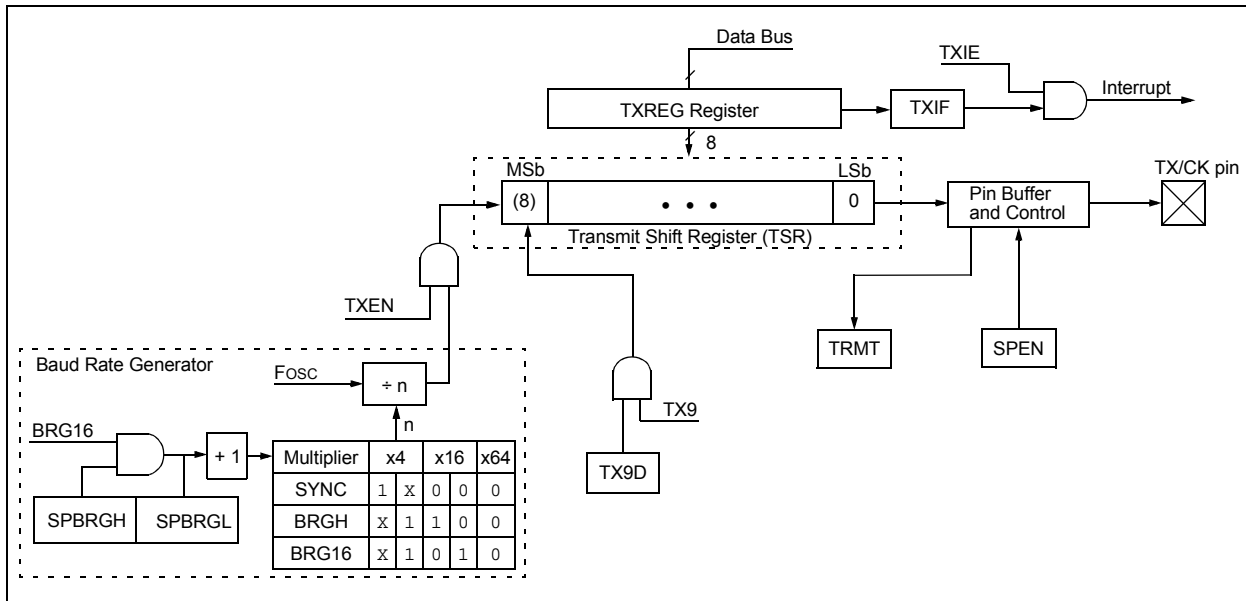 Data Bus
TXIE
Interrupt
TXREG Register
TXIF
8
MSb
LSb
TX/CK pin
(8)
• • •
0
Pin Buffer
and Control
Transmit Shift Register (TSR)
TXEN
TRMT
SPEN
Baud Rate Generator
FOSC
÷ n
n
TX9
BRG16
+ 1
TX9D
Multiplier x4 x16 x64
SYNC 1 X 0 0 0
BRGH X 1 1 0 0
BRG16 X 1 0 1 0
SPBRGH SPBRGL